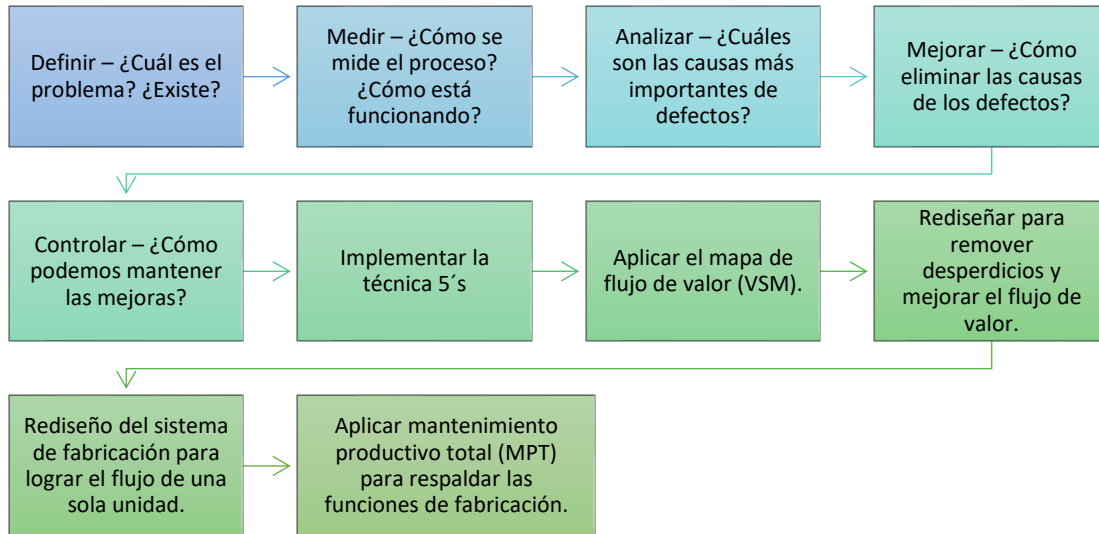 Definir – ¿Cuál es el
problema? ¿Existe?
Medir – ¿Cómo se
mide el proceso?
¿Cómo está
funcionando?
Analizar – ¿Cuáles
son las causas más
importantes de
defectos?
Mejorar – ¿Cómo
eliminar las causas
de los defectos?
Controlar – ¿Cómo
podemos mantener
las mejoras?
Implementar la
técnica 5´s
Aplicar el mapa de
flujo de valor (VSM).
Rediseñar para
remover
desperdicios y
mejorar el flujo de
valor.
Rediseño del sistema
de fabricación para
lograr el flujo de una
sola unidad.
Aplicar mantenimiento
productivo total (MPT)
para respaldar las
funciones de fabricación.